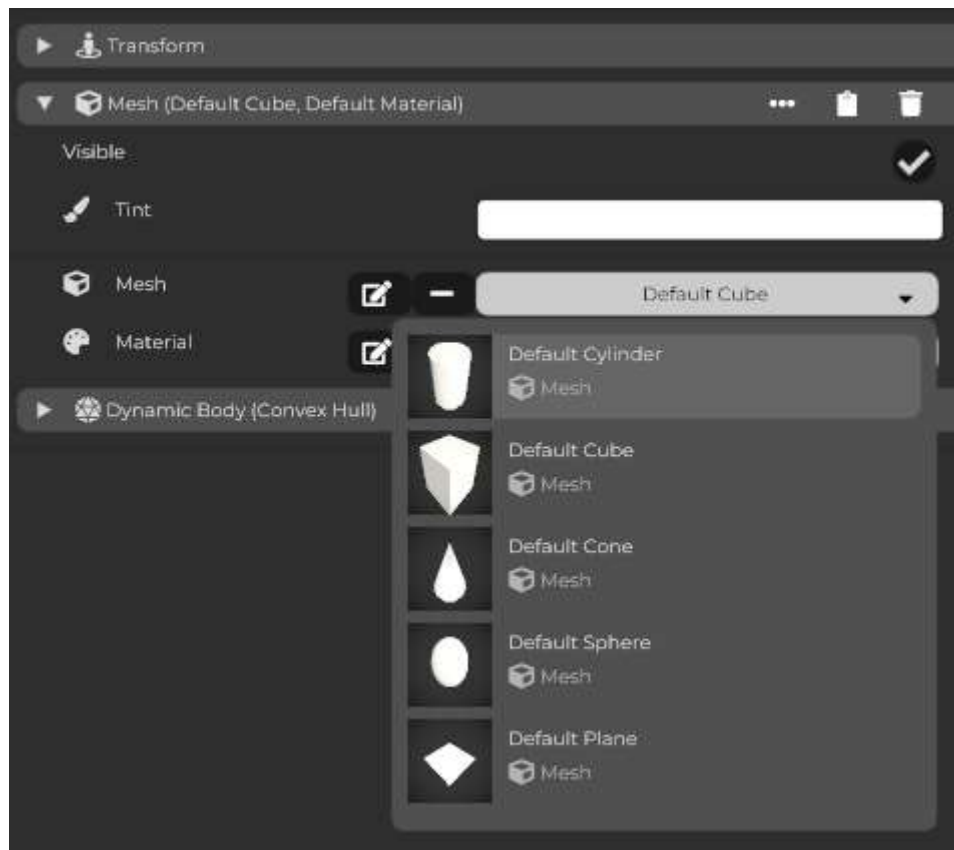 Transform
Mesh (Default Cube, Default Material)
Visible
Tint
Mesh
Default Cube
Material
Default Cylinder
Mesh
Dynamic Body (Convex Hull)
Default Cube
Mesh
Default Cone
Mesh
Default Sphere
Mesh
Default Plane
Mesh